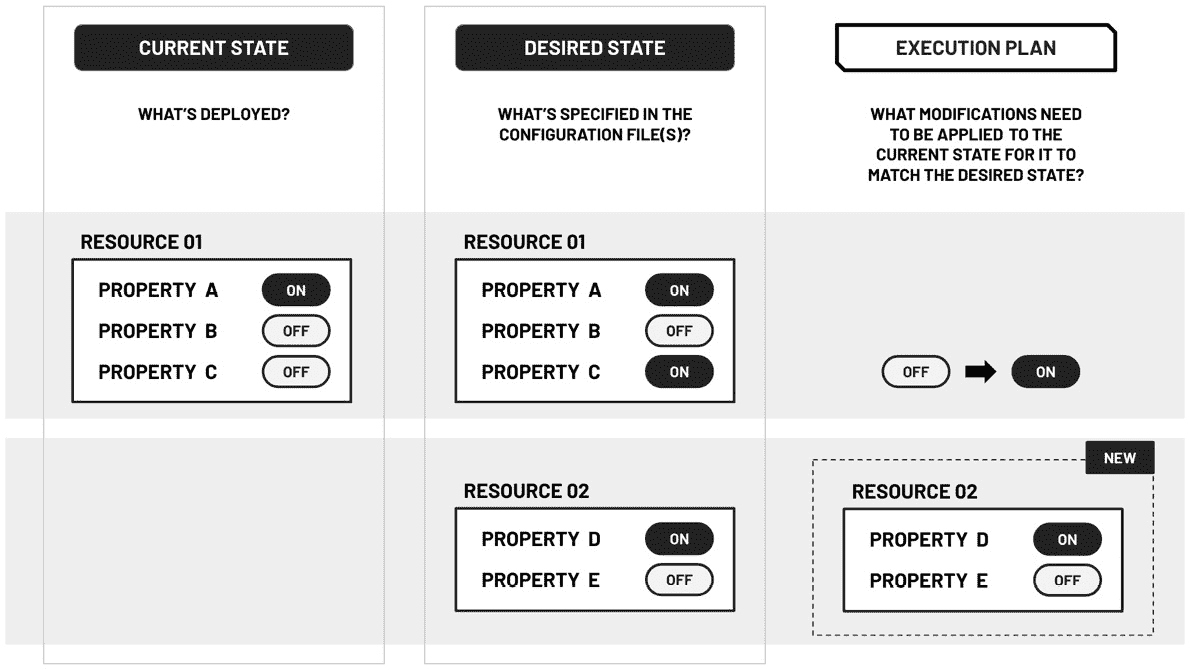 CURRENT STATE
DESIRED STATE
EXECUTION PLAN
WHAT'S DEPLOYED?
WHAT'S SPECIFIED IN THE
CONFIGURATION FILE(S)?
WHAT MODIFICATIONS NEED
TO BE APPLIED TO THE
CURRENT STATE FOR IT TO
MATCH THE DESIRED STATE?
RESOURCE 01
PROPERTY A ON
PROPERTY B OFF
PROPERTY C OFF
RESOURCE 01
PROPERTY A ON
PROPERTY B OFF
PROPERTY C ON
OFF ON
RESOURCE 02
PROPERTY D ON
PROPERTY E OFF
NEW
RESOURCE 02
PROPERTY D ON
PROPERTY E OFF